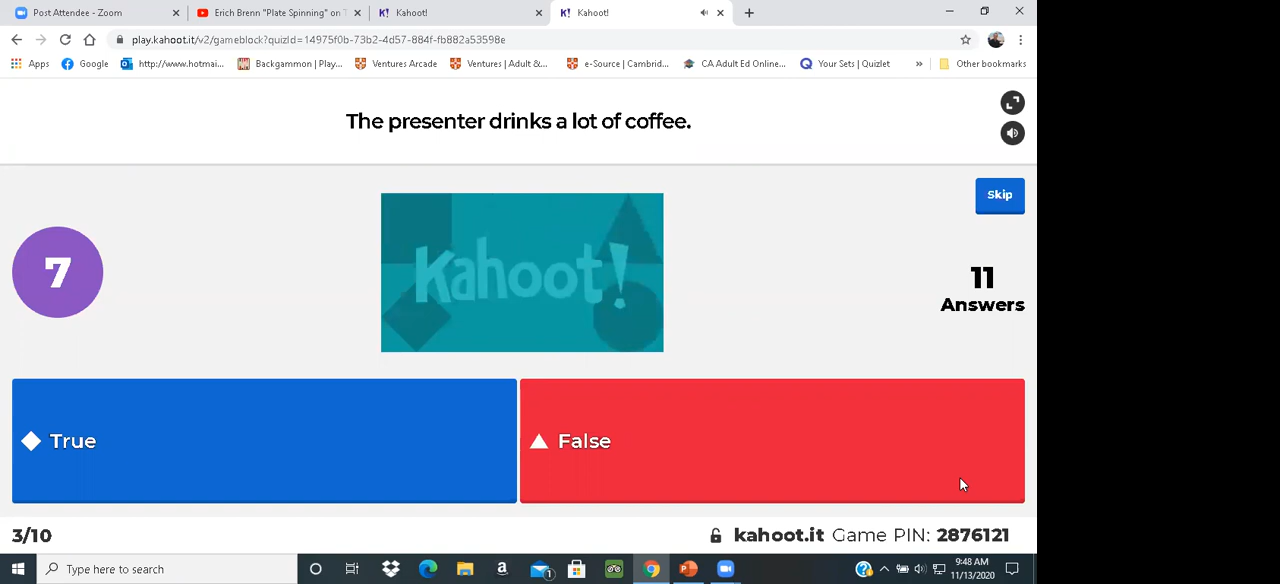 Post Attendee - Zoom
Erich Brenn "Plate Spinning" on T
Kahoot!
Kahoot!
play.kahoot.it/v2/gameblock?quizId=14975f0b-73b2-4d57-884f-fb882a53598e
Apps
Google
http://www.hotmai...
Backgammon | Play...
Ventures Arcade
Ventures | Adult &...
e-Source | Cambrid...
CA Adult Ed Online...
Your Sets | Quizlet
»
Other bookmarks
The presenter drinks a lot of coffee.
Skip
7
Kahoot!
11
Answers
True
False
3/10
kahoot.it Game PIN: 2876121
Type here to search
9:48 AM
11/13/2020